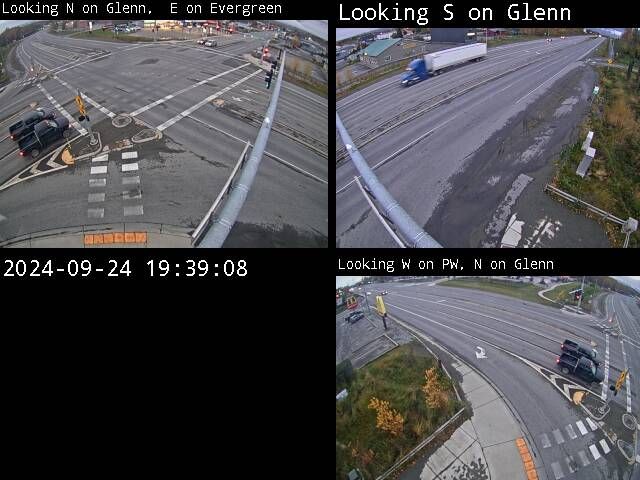 Looking N on Glenn,  E on Evergreen
Looking S on Glenn
2024-09-24 19:39:08
Looking W on PW, N on Glenn